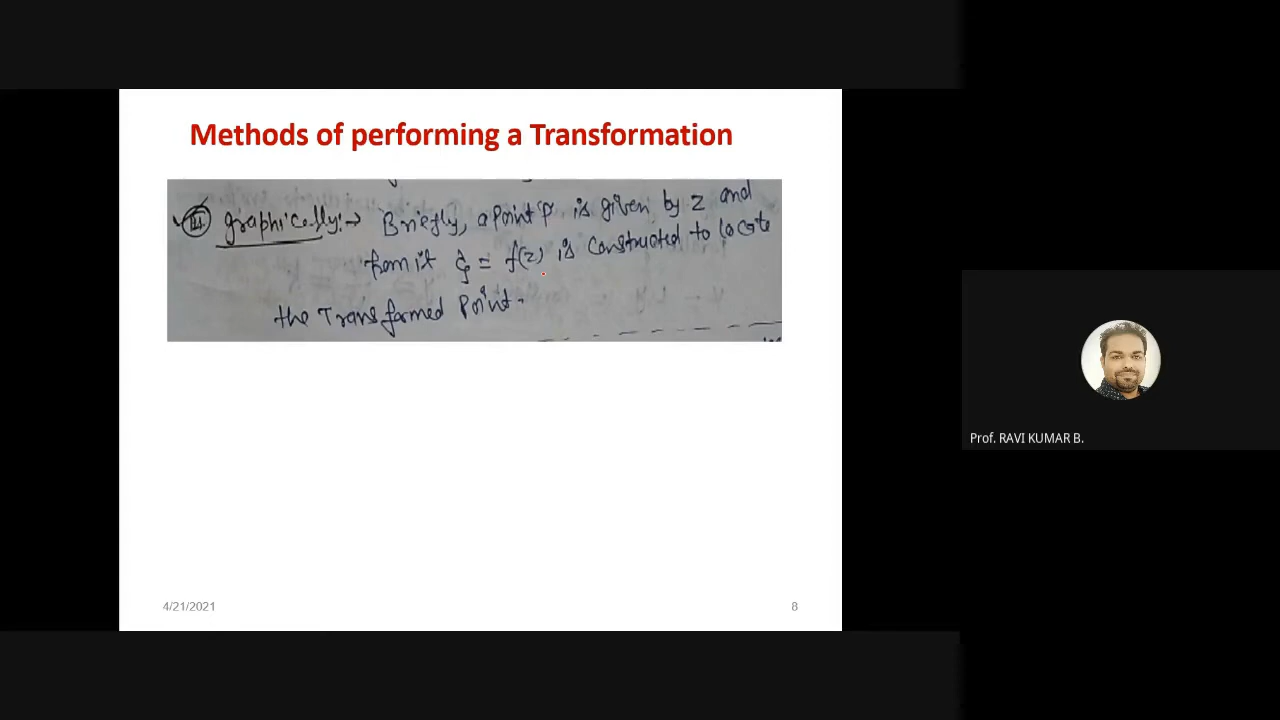 Methods of performing a Transformation
III graphically:→ Briefly, a point P is given by z and
from it ζ = f(z) is constructed to locate
the Transformed Point.
4/21/2021
8
Prof. RAVI KUMAR B.